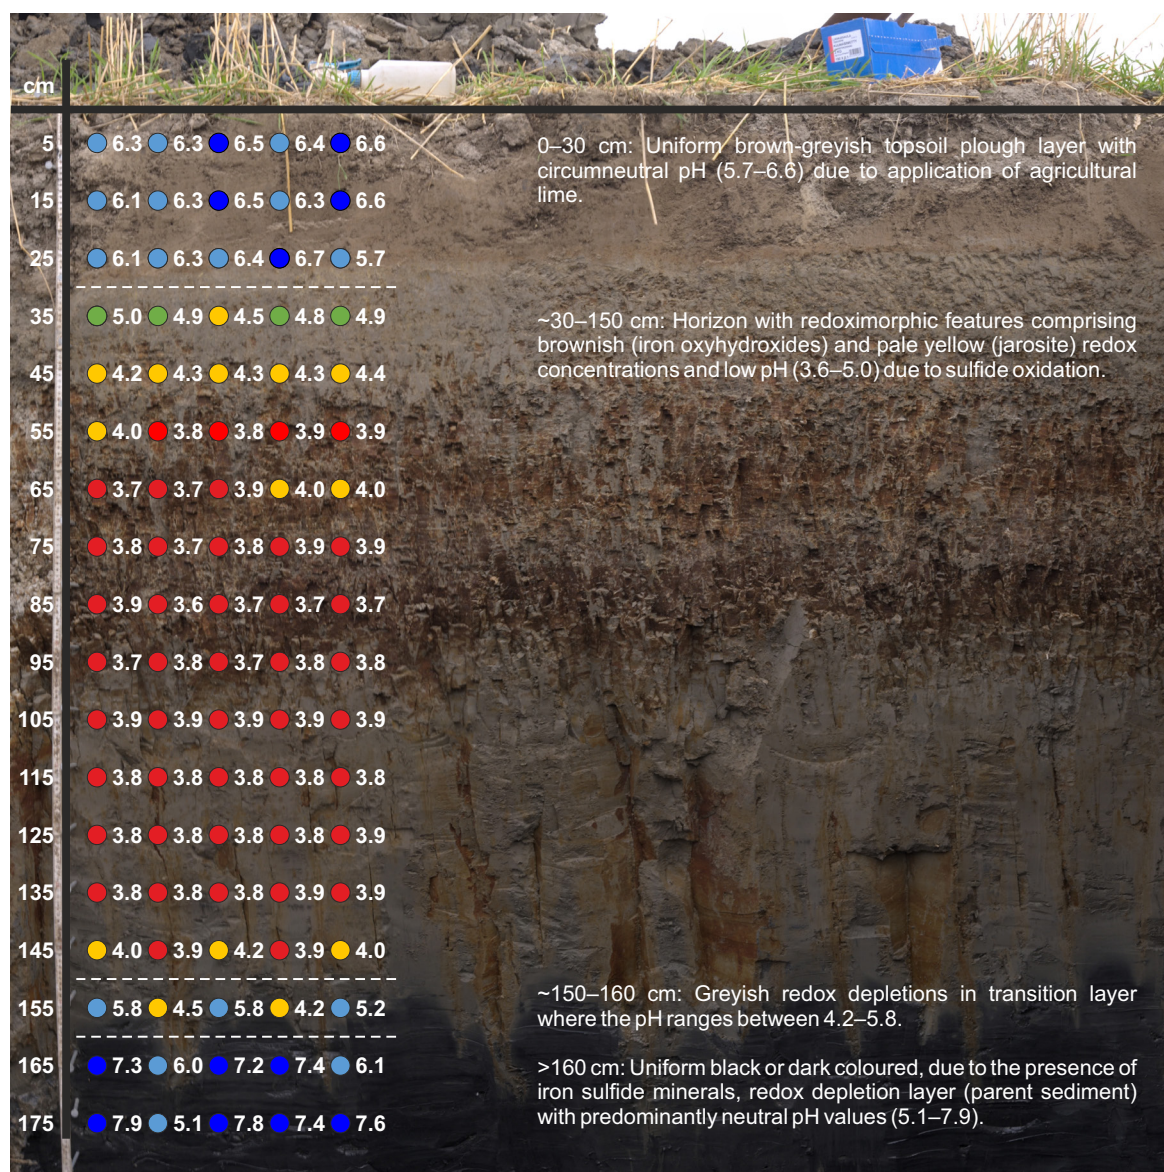 cm
5 6.3 6.3 6.5 6.4 6.6
15 6.1 6.3 6.5 6.3 6.6
25 6.1 6.3 6.4 6.7 5.7
0–30 cm: Uniform brown-greyish topsoil plough layer with
circumneutral pH (5.7–6.6) due to application of agricultural
lime.
35 5.0 4.9 4.5 4.8 4.9
45 4.2 4.3 4.3 4.3 4.4
~30–150 cm: Horizon with redoximorphic features comprising
brownish (iron oxyhydroxides) and pale yellow (jarosite) redox
concentrations and low pH (3.6–5.0) due to sulfide oxidation.
55 4.0 3.8 3.8 3.9 3.9
65 3.7 3.7 3.9 4.0 4.0
75 3.8 3.7 3.8 3.9 3.9
85 3.9 3.6 3.7 3.7 3.7
95 3.7 3.8 3.7 3.8 3.8
105 3.9 3.9 3.9 3.9 3.9
115 3.8 3.8 3.8 3.8 3.8
125 3.8 3.8 3.8 3.8 3.9
135 3.8 3.8 3.8 3.9 3.9
145 4.0 3.9 4.2 3.9 4.0
155 5.8 4.5 5.8 4.2 5.2
~150–160 cm: Greyish redox depletions in transition layer
where the pH ranges between 4.2–5.8.
165 7.3 6.0 7.2 7.4 6.1
175 7.9 5.1 7.8 7.4 7.6
>160 cm: Uniform black or dark coloured, due to the presence of
iron sulfide minerals, redox depletion layer (parent sediment)
with predominantly neutral pH values (5.1–7.9).